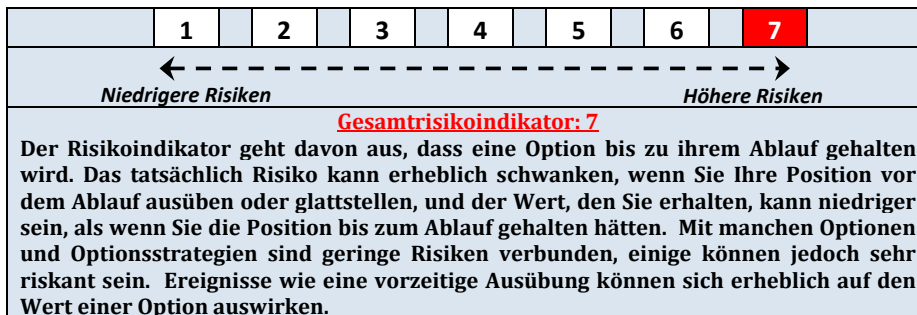 1 2 3 4 5 6 7
Niedrigere Risiken Höhere Risiken
Gesamtrisikoindikator: 7
Der Risikoindikator geht davon aus, dass eine Option bis zu ihrem Ablauf gehalten
wird. Das tatsächlich Risiko kann erheblich schwanken, wenn Sie Ihre Position vor
dem Ablauf ausüben oder glattstellen, und der Wert, den Sie erhalten, kann niedriger
sein, als wenn Sie die Position bis zum Ablauf gehalten hätten. Mit manchen Optionen
und Optionsstrategien sind geringe Risiken verbunden, einige können jedoch sehr
riskant sein. Ereignisse wie eine vorzeitige Ausübung können sich erheblich auf den
Wert einer Option auswirken.